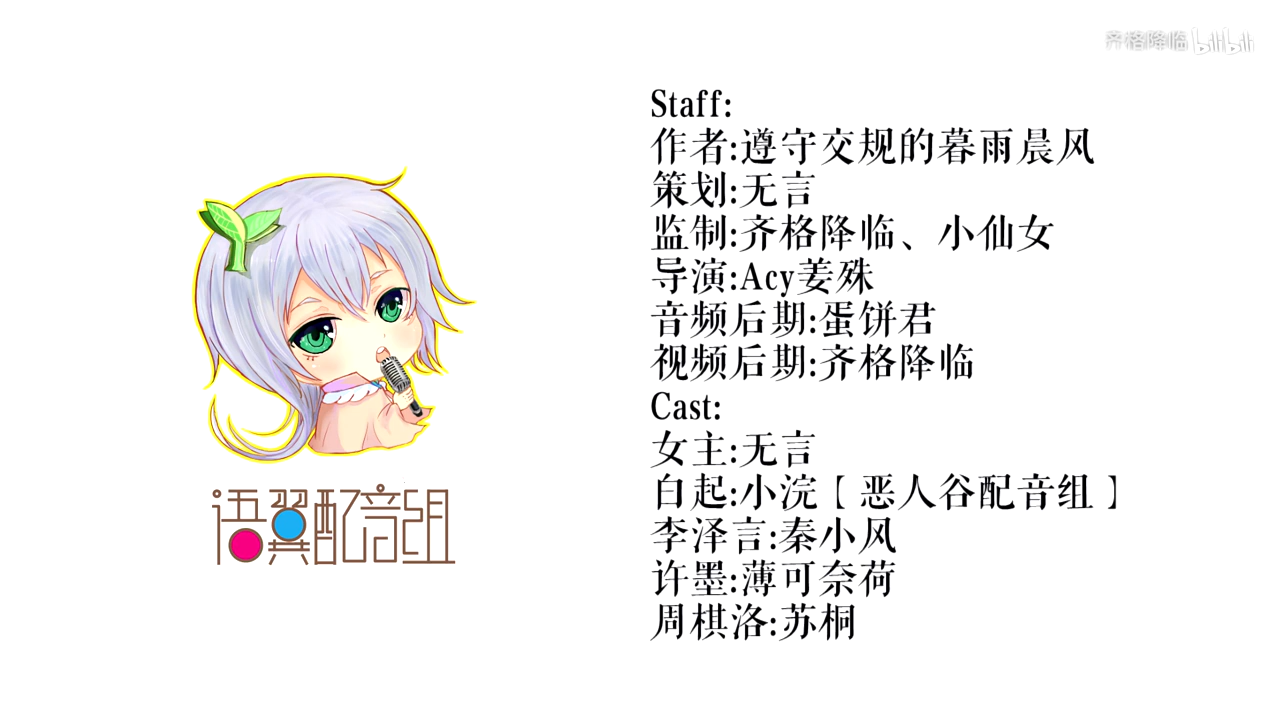 齐格降临 bilibili
Staff:
作者:遵守交规的暮雨晨风
策划:无言
监制:齐格降临、小仙女
导演:Acy姜殊
音频后期:蛋饼君
视频后期:齐格降临
Cast:
女主:无言
白起:小浣【恶人谷配音组】
李泽言:秦小风
许墨:薄可奈荷
周棋洛:苏桐
语翼配音组